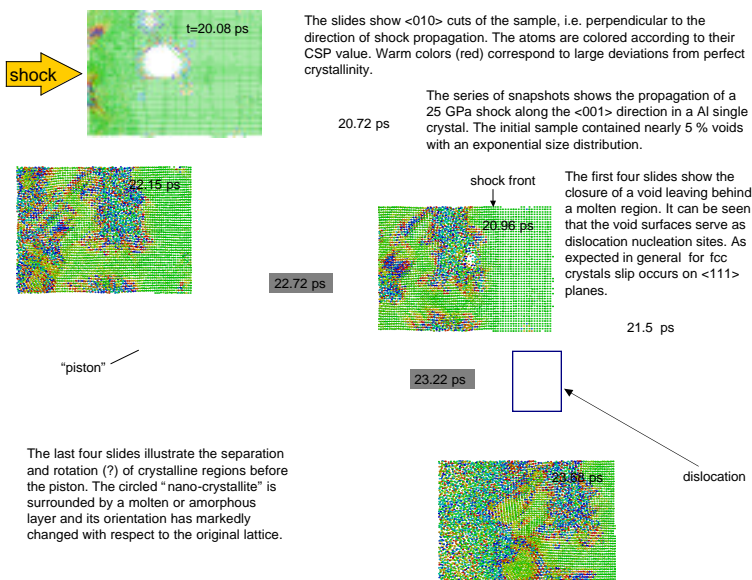 t=20.08 ps
shock
The slides show <010> cuts of the sample, i.e. perpendicular to the
direction of shock propagation. The atoms are colored according to their
CSP value. Warm colors (red) correspond to large deviations from perfect
crystallinity.
20.72 ps
The series of snapshots shows the propagation of a
25 GPa shock along the <001> direction in a Al single
crystal. The initial sample contained nearly 5 % voids
with an exponential size distribution.
22.15 ps
shock front
20.96 ps
The first four slides show the
closure of a void leaving behind
a molten region. It can be seen
that the void surfaces serve as
dislocation nucleation sites. As
expected in general for fcc
crystals slip occurs on <111>
planes.
22.72 ps
21.5 ps
"piston"
23.22 ps
The last four slides illustrate the separation
and rotation (?) of crystalline regions before
the piston. The circled "nano-crystallite" is
surrounded by a molten or amorphous
layer and its orientation has markedly
changed with respect to the original lattice.
23.68 ps
dislocation